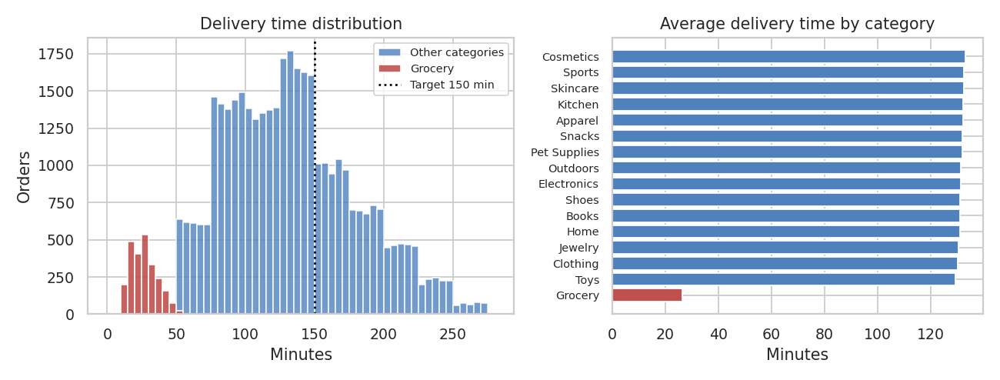 Delivery time distribution
Orders
1750
1500
1250
1000
750
500
250
0
Other categories
Grocery
Target 150 min
0 50 100 150 200 250
Minutes
Average delivery time by category
Cosmetics
Sports
Skincare
Kitchen
Apparel
Snacks
Pet Supplies
Outdoors
Electronics
Shoes
Books
Home
Jewelry
Clothing
Toys
Grocery
0 20 40 60 80 100 120
Minutes